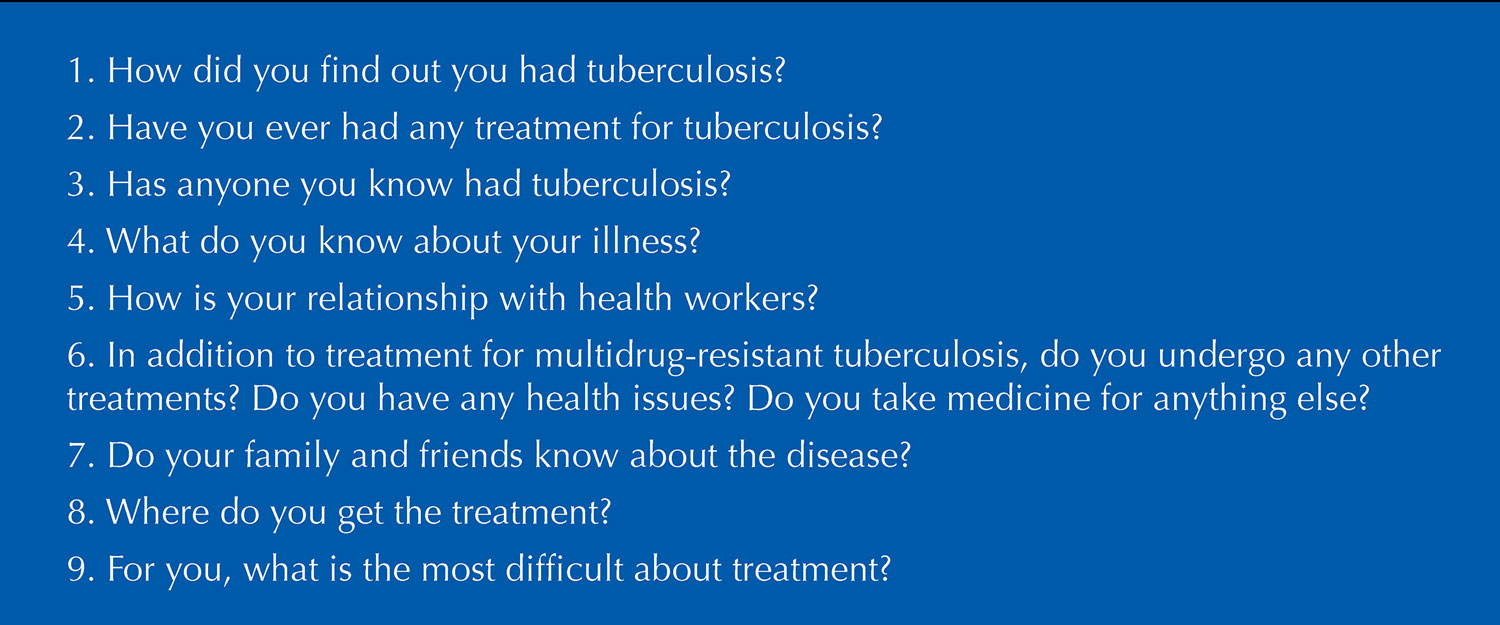 1. How did you find out you had tuberculosis?
2. Have you ever had any treatment for tuberculosis?
3. Has anyone you know had tuberculosis?
4. What do you know about your illness?
5. How is your relationship with health workers?
6. In addition to treatment for multidrug-resistant tuberculosis, do you undergo any other
treatments? Do you have any health issues? Do you take medicine for anything else?
7. Do your family and friends know about the disease?
8. Where do you get the treatment?
9. For you, what is the most difficult about treatment?